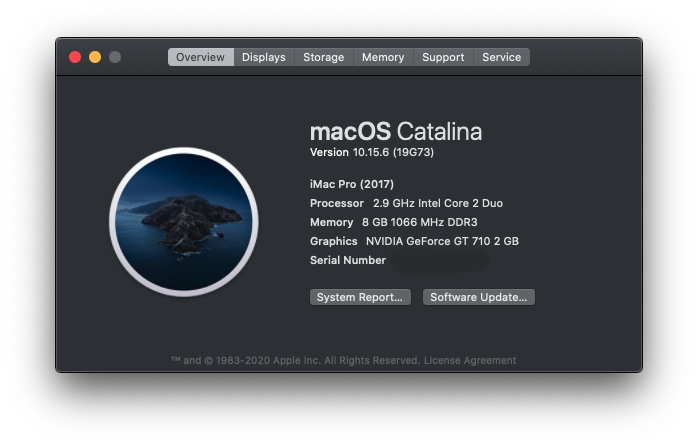 Overview Displays Storage Memory Support Service
macOS Catalina
Version 10.15.6 (19G73)
iMac Pro (2017)
Processor 2.9 GHz Intel Core 2 Duo
Memory 8 GB 1066 MHz DDR3
Graphics NVIDIA GeForce GT 710 2 GB
Serial Number
System Report... Software Update...
™ and © 1983-2020 Apple Inc. All Rights Reserved. License Agreement